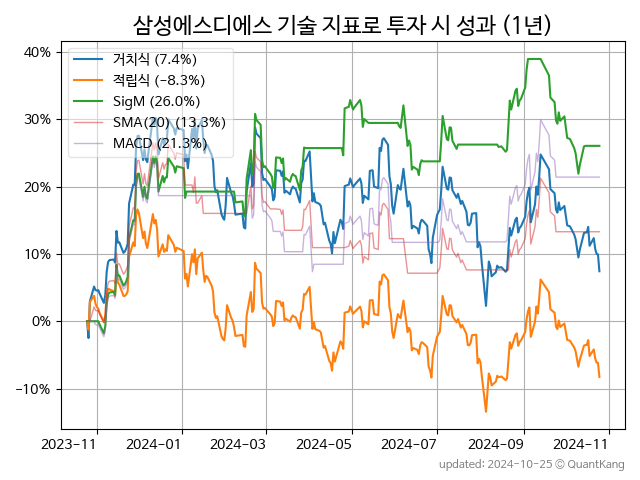 삼성에스디에스 기술 지표로 투자 시 성과 (1년)
40%
30%
20%
10%
0%
−10%
거치식 (7.4%)
적립식 (−8.3%)
SigM (26.0%)
SMA(20) (13.3%)
MACD (21.3%)
2023-11 2024-01 2024-03 2024-05 2024-07 2024-09 2024-11
updated: 2024-10-25 © QuantKang